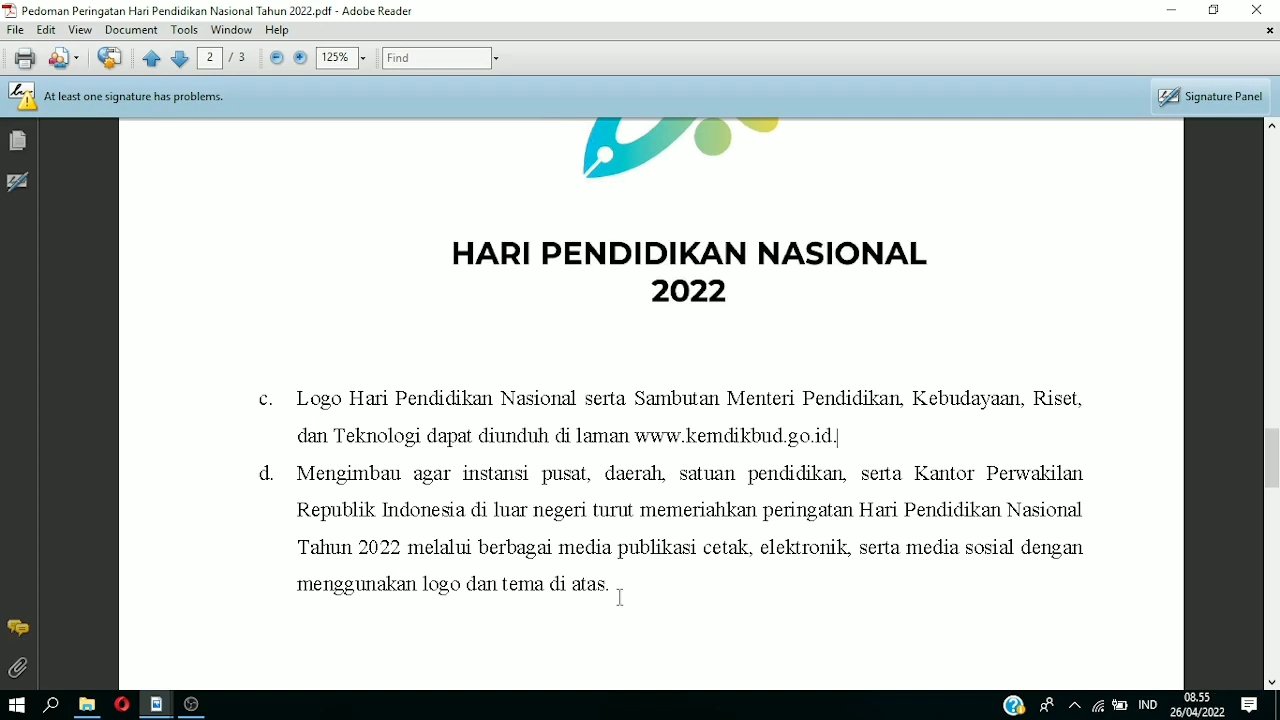 Pedoman Peringatan Hari Pendidikan Nasional Tahun 2022.pdf - Adobe Reader
File Edit View Document Tools Window Help
2 / 3 125% Find
At least one signature has problems.
Signature Panel
HARI PENDIDIKAN NASIONAL
2022
c. Logo Hari Pendidikan Nasional serta Sambutan Menteri Pendidikan, Kebudayaan, Riset,
dan Teknologi dapat diunduh di laman www.kemdikbud.go.id.
d. Mengimbau agar instansi pusat, daerah, satuan pendidikan, serta Kantor Perwakilan
Republik Indonesia di luar negeri turut memeriahkan peringatan Hari Pendidikan Nasional
Tahun 2022 melalui berbagai media publikasi cetak, elektronik, serta media sosial dengan
menggunakan logo dan tema di atas.
IND
08.55
26/04/2022